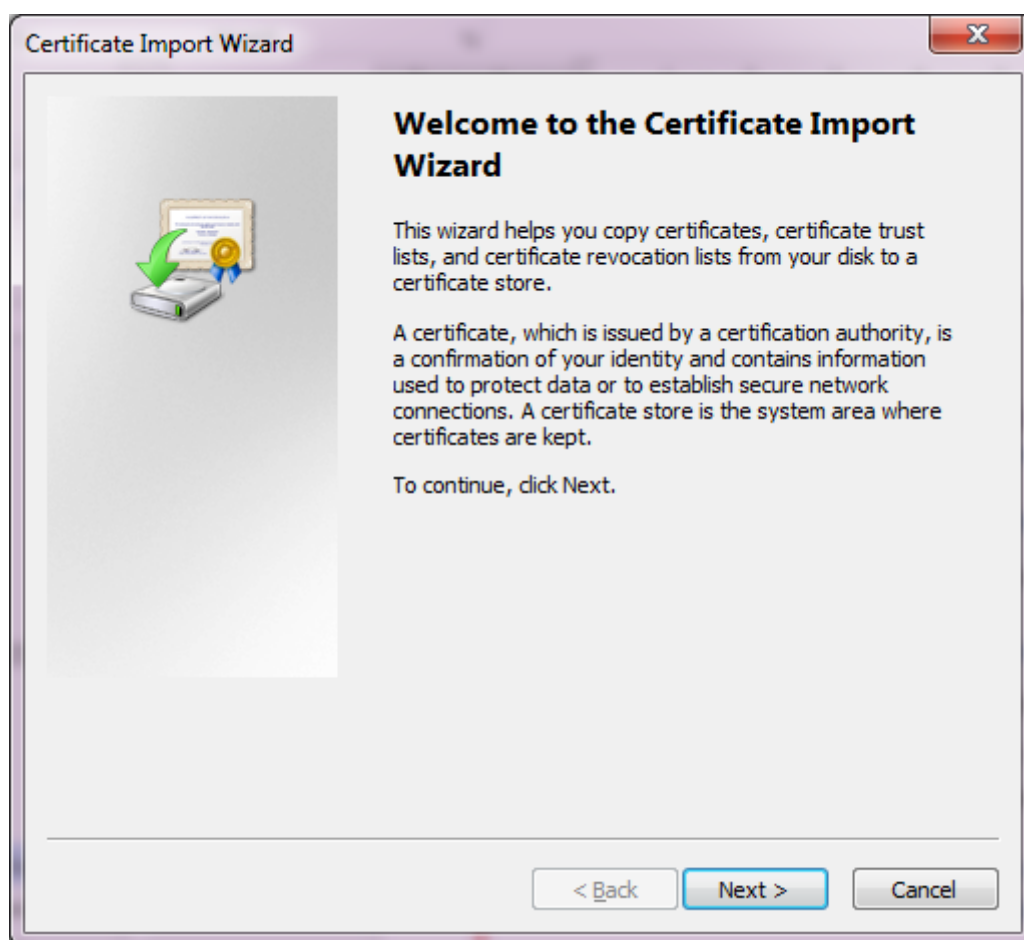 Certificate Import Wizard
Welcome to the Certificate Import
Wizard
This wizard helps you copy certificates, certificate trust
lists, and certificate revocation lists from your disk to a
certificate store.
A certificate, which is issued by a certification authority, is
a confirmation of your identity and contains information
used to protect data or to establish secure network
connections. A certificate store is the system area where
certificates are kept.
To continue, click Next.
< Back Next > Cancel